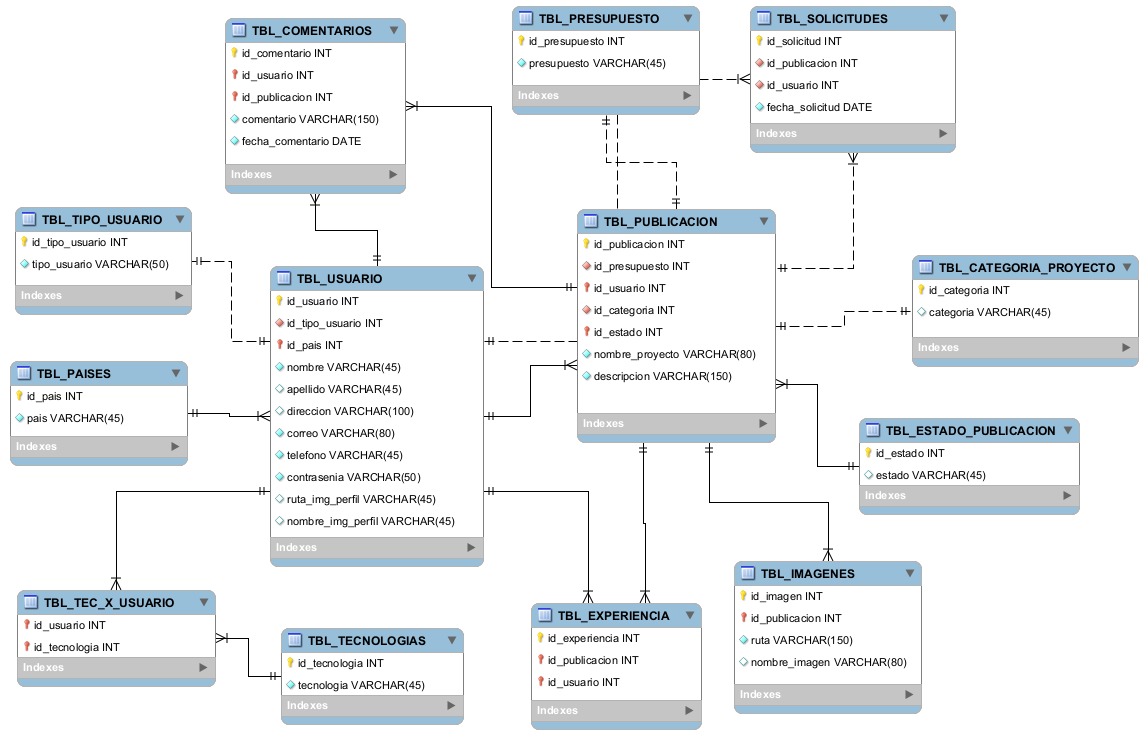 TBL_COMENTARIOS
id_comentario INT
id_usuario INT
id_publicacion INT
comentario VARCHAR(150)
fecha_comentario DATE
Indexes
TBL_PRESUPUESTO
id_presupuesto INT
presupuesto VARCHAR(45)
Indexes
TBL_SOLICITUDES
id_solicitud INT
id_publicacion INT
id_usuario INT
fecha_solicitud DATE
Indexes
TBL_TIPO_USUARIO
id_tipo_usuario INT
tipo_usuario VARCHAR(50)
Indexes
TBL_USUARIO
id_usuario INT
id_tipo_usuario INT
id_pais INT
nombre VARCHAR(45)
apellido VARCHAR(45)
direccion VARCHAR(100)
correo VARCHAR(80)
telefono VARCHAR(45)
contrasenia VARCHAR(50)
ruta_img_perfil VARCHAR(45)
nombre_img_perfil VARCHAR(45)
Indexes
TBL_PUBLICACION
id_publicacion INT
id_presupuesto INT
id_usuario INT
id_categoria INT
id_estado INT
nombre_proyecto VARCHAR(80)
descripcion VARCHAR(150)
Indexes
TBL_CATEGORIA_PROYECTO
id_categoria INT
categoria VARCHAR(45)
Indexes
TBL_PAISES
id_pais INT
pais VARCHAR(45)
Indexes
TBL_ESTADO_PUBLICACION
id_estado INT
estado VARCHAR(45)
Indexes
TBL_TEC_X_USUARIO
id_usuario INT
id_tecnologia INT
Indexes
TBL_TECNOLOGIAS
id_tecnologia INT
tecnologia VARCHAR(45)
Indexes
TBL_EXPERIENCIA
id_experiencia INT
id_publicacion INT
id_usuario INT
Indexes
TBL_IMAGENES
id_imagen INT
id_publicacion INT
ruta VARCHAR(150)
nombre_imagen VARCHAR(80)
Indexes